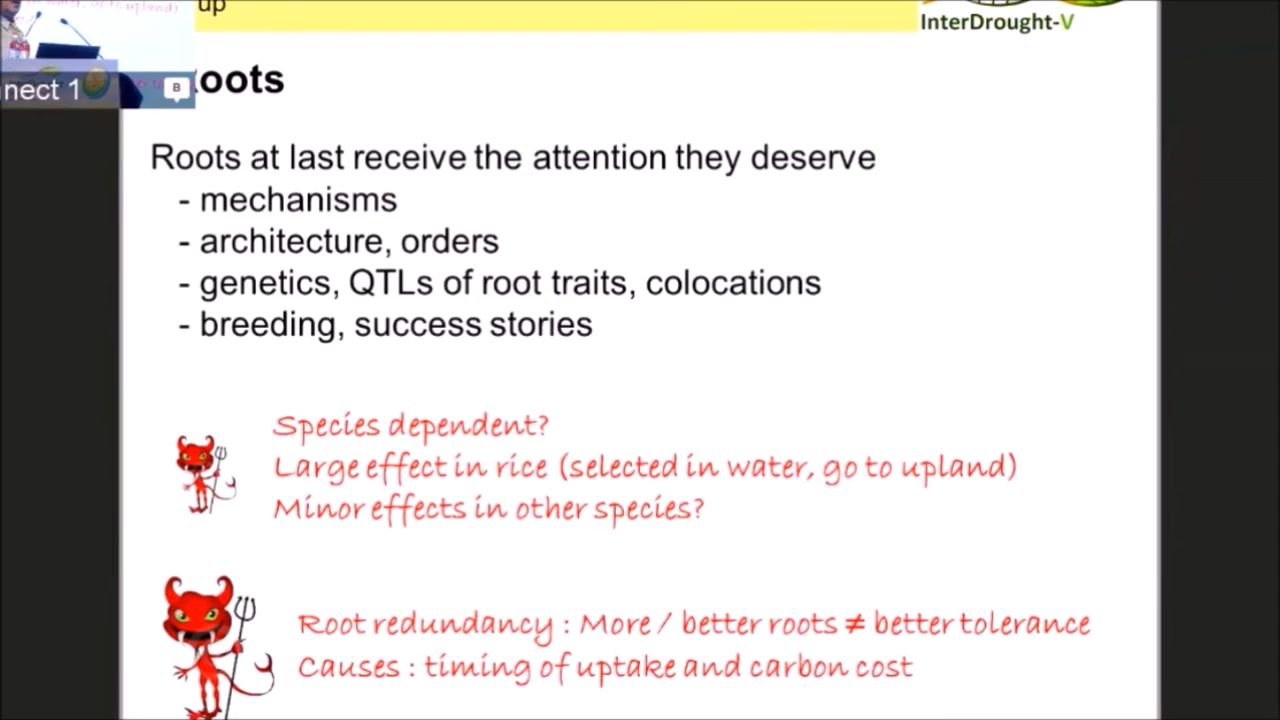 up
InterDrought-V
nnect 1
B
Roots
Roots at last receive the attention they deserve
- mechanisms
- architecture, orders
- genetics, QTLs of root traits, colocations
- breeding, success stories
Species dependent?
Large effect in rice (selected in water, go to upland)
Minor effects in other species?
Root redundancy : More / better roots ≠ better tolerance
Causes : timing of uptake and carbon cost